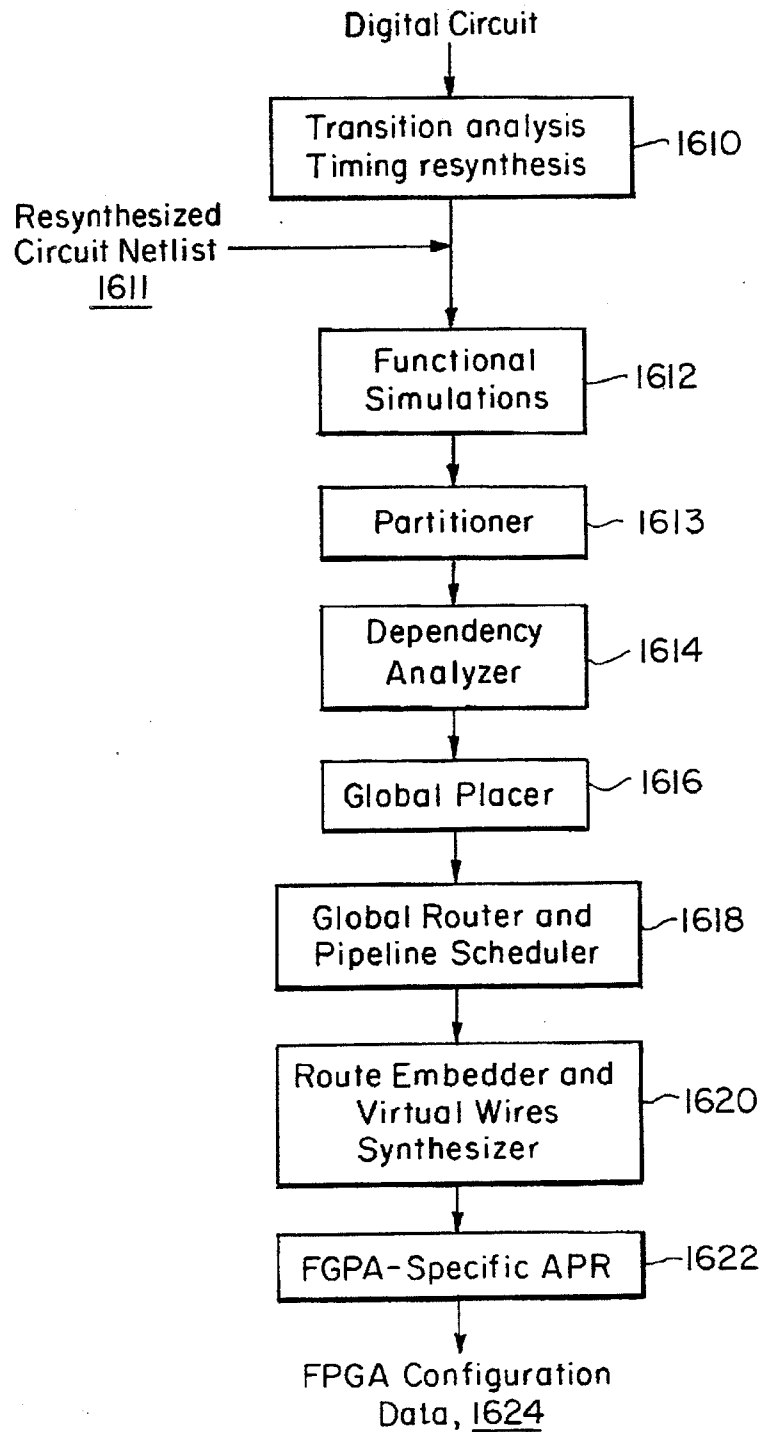 Digital Circuit
Transition analysis
Timing resynthesis
1610
Resynthesized
Circuit Netlist
1611
Functional
Simulations
1612
Partitioner
1613
Dependency
Analyzer
1614
Global Placer
1616
Global Router and
Pipeline Scheduler
1618
Route Embedder and
Virtual Wires
Synthesizer
1620
FGPA-Specific APR
1622
FPGA Configuration
Data, 1624